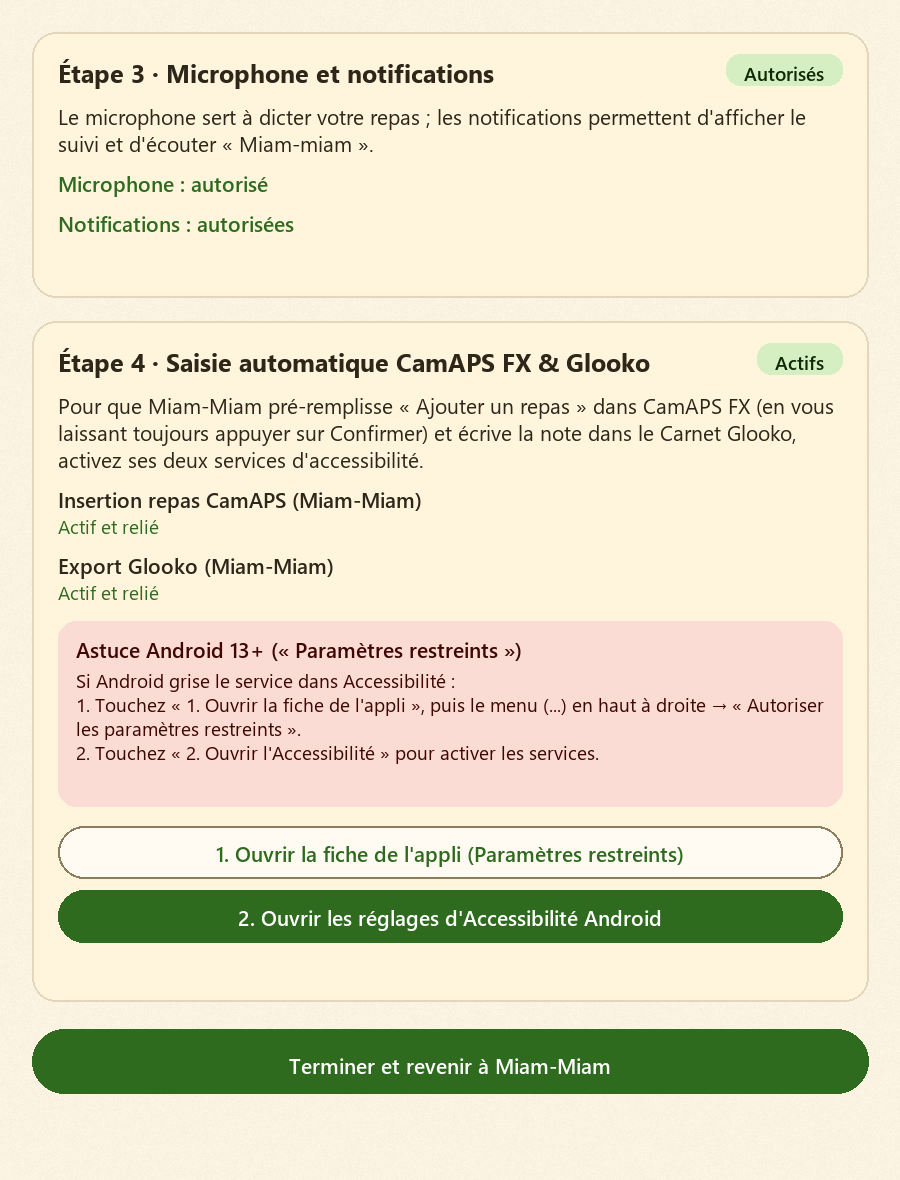 Étape 3 · Microphone et notifications
Autorisés
Le microphone sert à dicter votre repas ; les notifications permettent d'afficher le
suivi et d'écouter « Miam-miam ».
Microphone : autorisé
Notifications : autorisées
Étape 4 · Saisie automatique CamAPS FX & Glooko
Actifs
Pour que Miam-Miam pré-remplisse « Ajouter un repas » dans CamAPS FX (en vous
laissant toujours appuyer sur Confirmer) et écrive la note dans le Carnet Glooko,
activez ses deux services d'accessibilité.
Insertion repas CamAPS (Miam-Miam)
Actif et relié
Export Glooko (Miam-Miam)
Actif et relié
Astuce Android 13+ (« Paramètres restreints »)
Si Android grise le service dans Accessibilité :
1. Touchez « 1. Ouvrir la fiche de l'appli », puis le menu (...) en haut à droite → « Autoriser
les paramètres restreints ».
2. Touchez « 2. Ouvrir l'Accessibilité » pour activer les services.
1. Ouvrir la fiche de l'appli (Paramètres restreints)
2. Ouvrir les réglages d'Accessibilité Android
Terminer et revenir à Miam-Miam